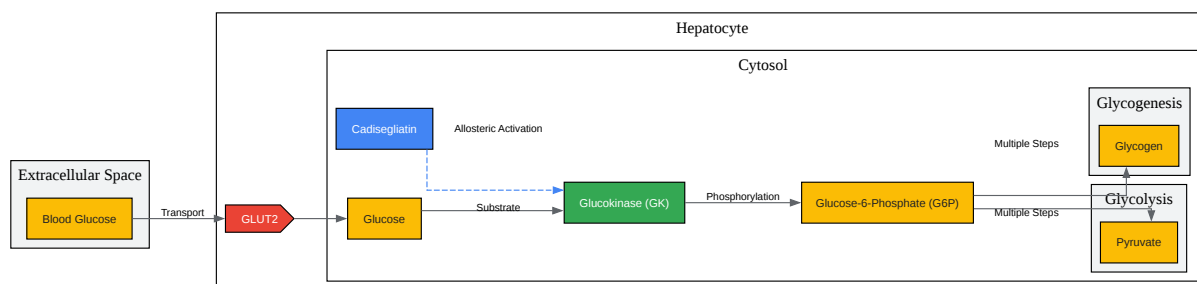 Hepatocyte
Cytosol
Extracellular Space
Blood Glucose
Transport
GLUT2
Cadisegliatin
Allosteric Activation
Glucose
Substrate
Glucokinase (GK)
Phosphorylation
Glucose-6-Phosphate (G6P)
Multiple Steps
Glycogenesis
Glycogen
Multiple Steps
Glycolysis
Pyruvate